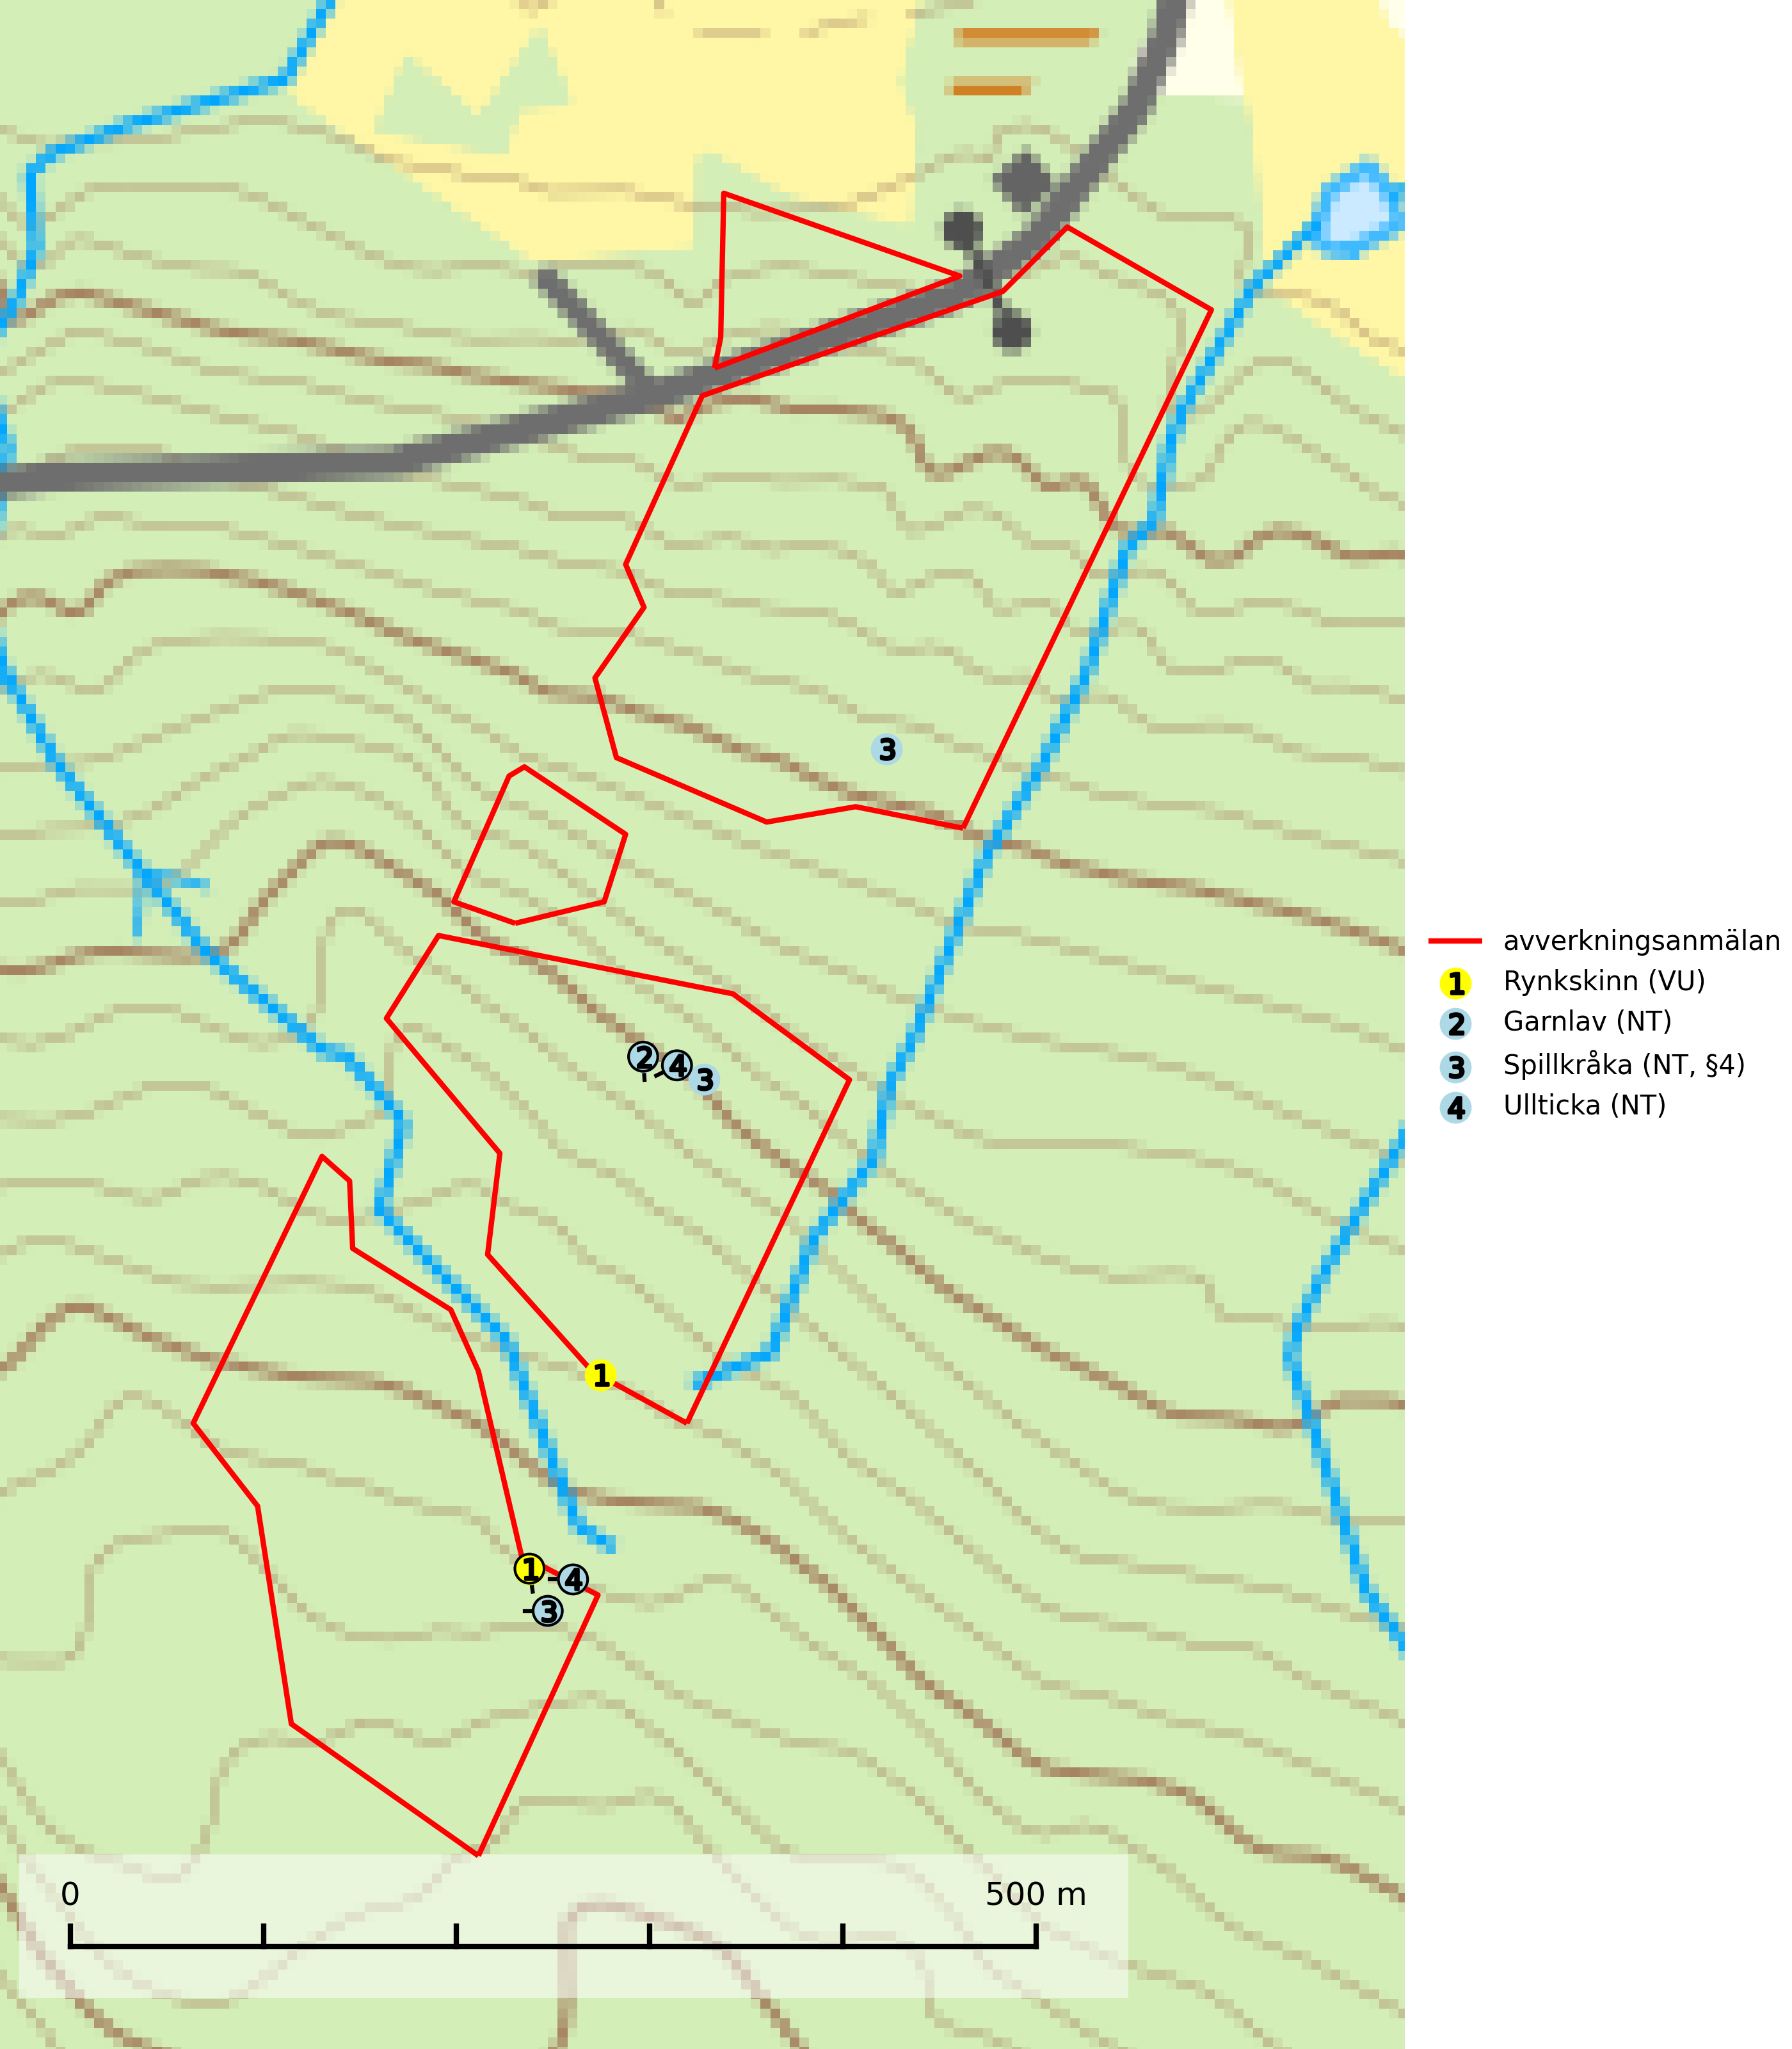 3
2
4
3
1
1
4
3
0
500 m
avverkningsanmälan
1 Rynkskinn (VU)
2 Garnlav (NT)
3 Spillkråka (NT, §4)
4 Ullticka (NT)